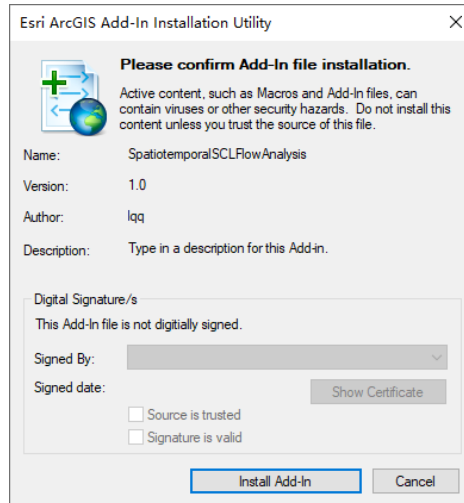 Esri ArcGIS Add-In Installation Utility
Please confirm Add-In file installation.
Active content, such as Macros and Add-In files, can
contain viruses or other security hazards. Do not install this
content unless you trust the source of this file.
Name: SpatiotemporalSCLFlowAnalysis
Version: 1.0
Author: lqq
Description: Type in a description for this Add-in.
Digital Signature/s
This Add-In file is not digitially signed.
Signed By:
Signed date:
Show Certificate
Source is trusted
Signature is valid
Install Add-In
Cancel